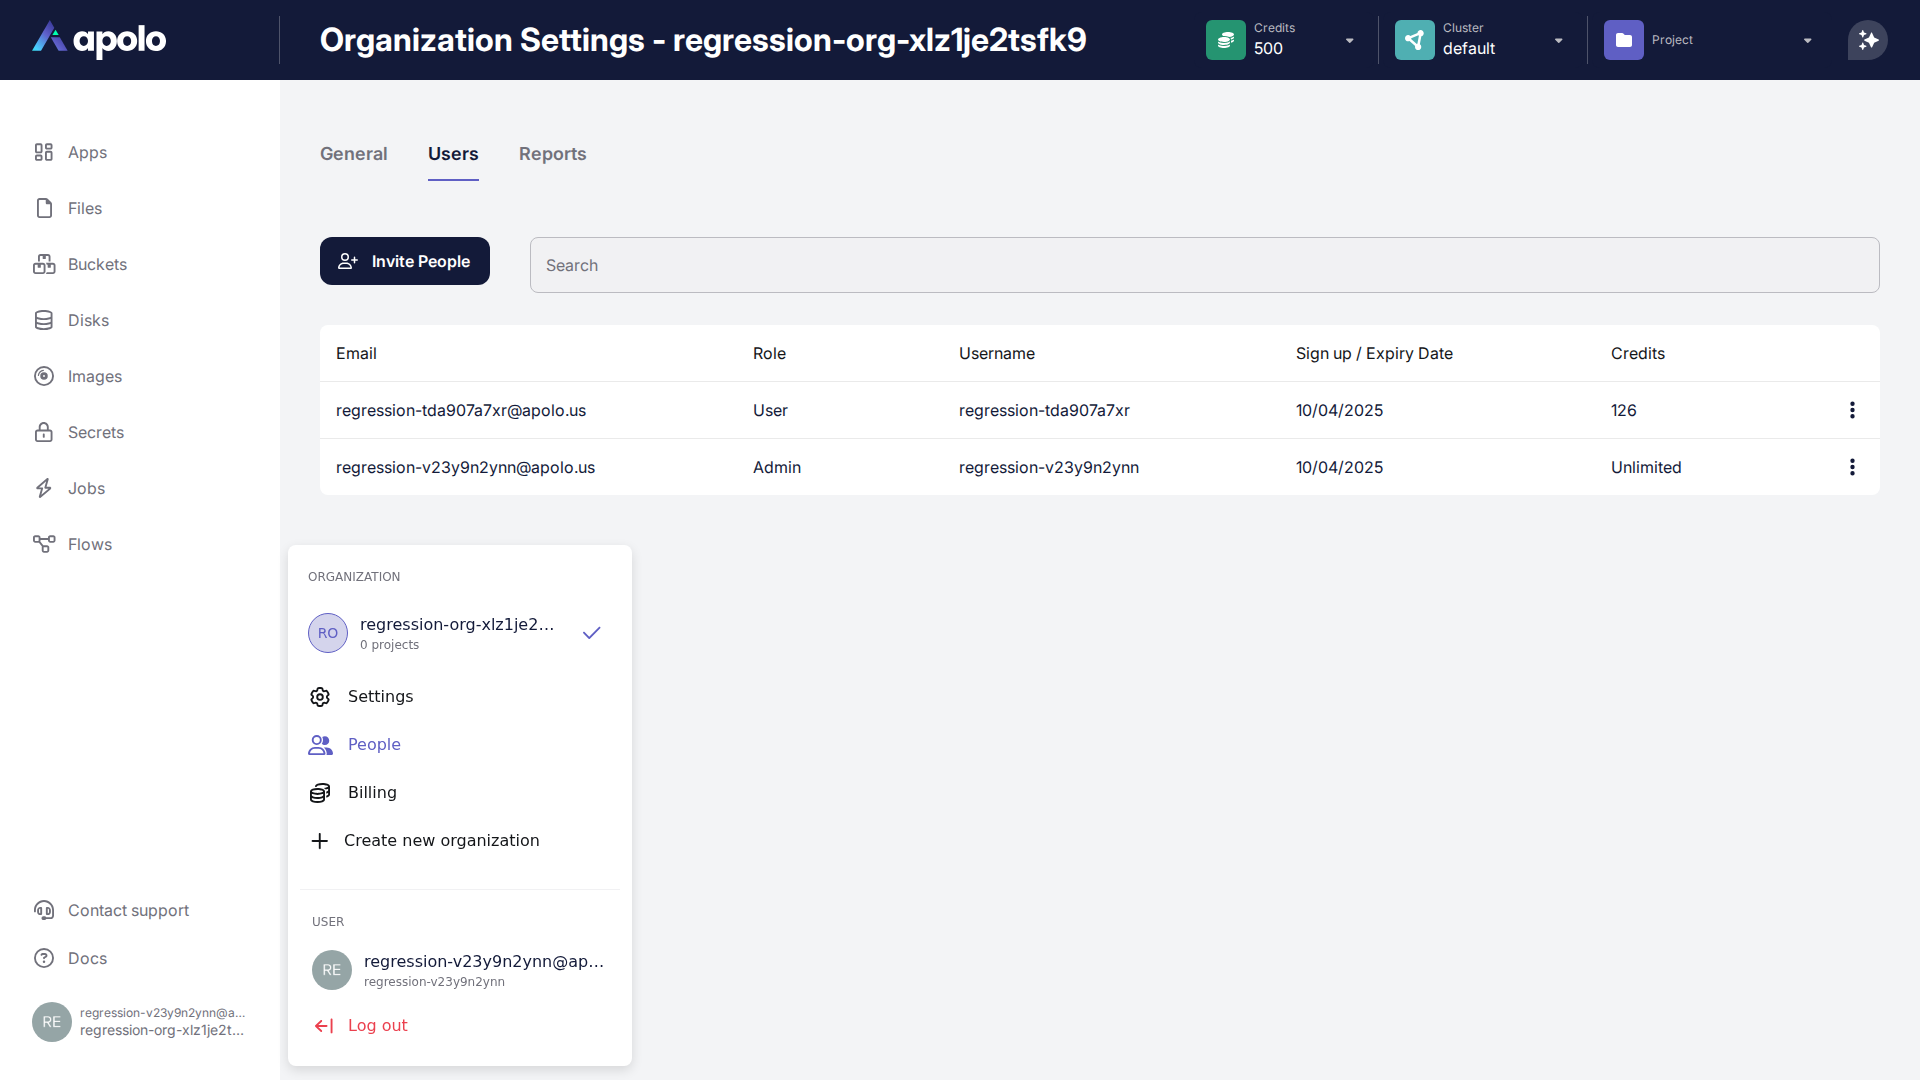 apolo
Organization Settings - regression-org-xlz1je2tsfk9
Credits
500
Cluster
default
Project
Apps
Files
Buckets
Disks
Images
Secrets
Jobs
Flows
Contact support
Docs
RE
regression-v23y9n2ynn@a...
regression-org-xlz1je2t...
General Users Reports
Invite People
Search
Email Role Username Sign up / Expiry Date Credits
regression-tda907a7xr@apolo.us User regression-tda907a7xr 10/04/2025 126
regression-v23y9n2ynn@apolo.us Admin regression-v23y9n2ynn 10/04/2025 Unlimited
ORGANIZATION
RO
regression-org-xlz1je2...
0 projects
Settings
People
Billing
Create new organization
USER
RE
regression-v23y9n2ynn@ap...
regression-v23y9n2ynn
Log out